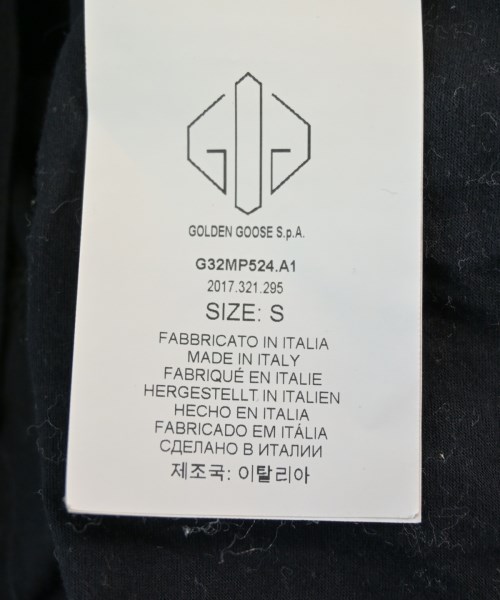 GOLDEN GOOSE S.p.A.
G32MP524.A1
2017.321.295
SIZE: S
FABBRICATO IN ITALIA
MADE IN ITALY
FABRIQUÉ EN ITALIE
HERGESTELLT IN ITALIEN
HECHO EN ITALIA
FABRICADO EM ITÁLIA
СДЕЛАНО В ИТАЛИИ
제조국: 이탈리아